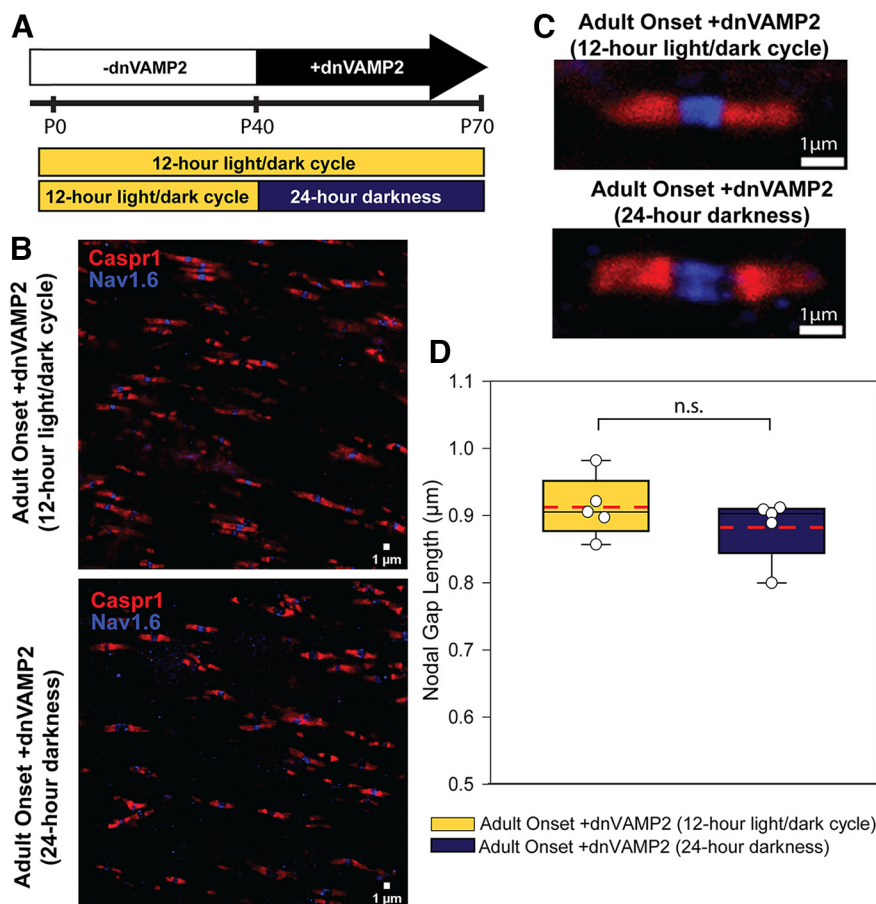 A
-dnVAMP2
+dnVAMP2
P0
P40
P70
12-hour light/dark cycle
12-hour light/dark cycle
24-hour darkness
B
Adult Onset +dnVAMP2
(12-hour light/dark cycle)
Caspr1
Nav1.6
1 µm
Adult Onset +dnVAMP2
(24-hour darkness)
Caspr1
Nav1.6
1 µm
C
Adult Onset +dnVAMP2
(12-hour light/dark cycle)
1µm
Adult Onset +dnVAMP2
(24-hour darkness)
1µm
D
Nodal Gap Length (µm)
1.1
1.0
0.9
0.8
0.7
0.6
0.5
n.s.
Adult Onset +dnVAMP2 (12-hour light/dark cycle)
Adult Onset +dnVAMP2 (24-hour darkness)